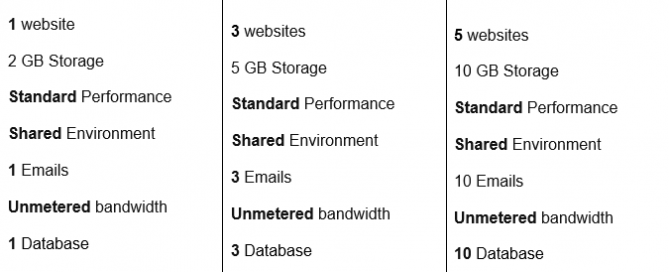 1 website
2 GB Storage
Standard Performance
Shared Environment
1 Emails
Unmetered bandwidth
1 Database
3 websites
5 GB Storage
Standard Performance
Shared Environment
3 Emails
Unmetered bandwidth
3 Database
5 websites
10 GB Storage
Standard Performance
Shared Environment
10 Emails
Unmetered bandwidth
10 Database